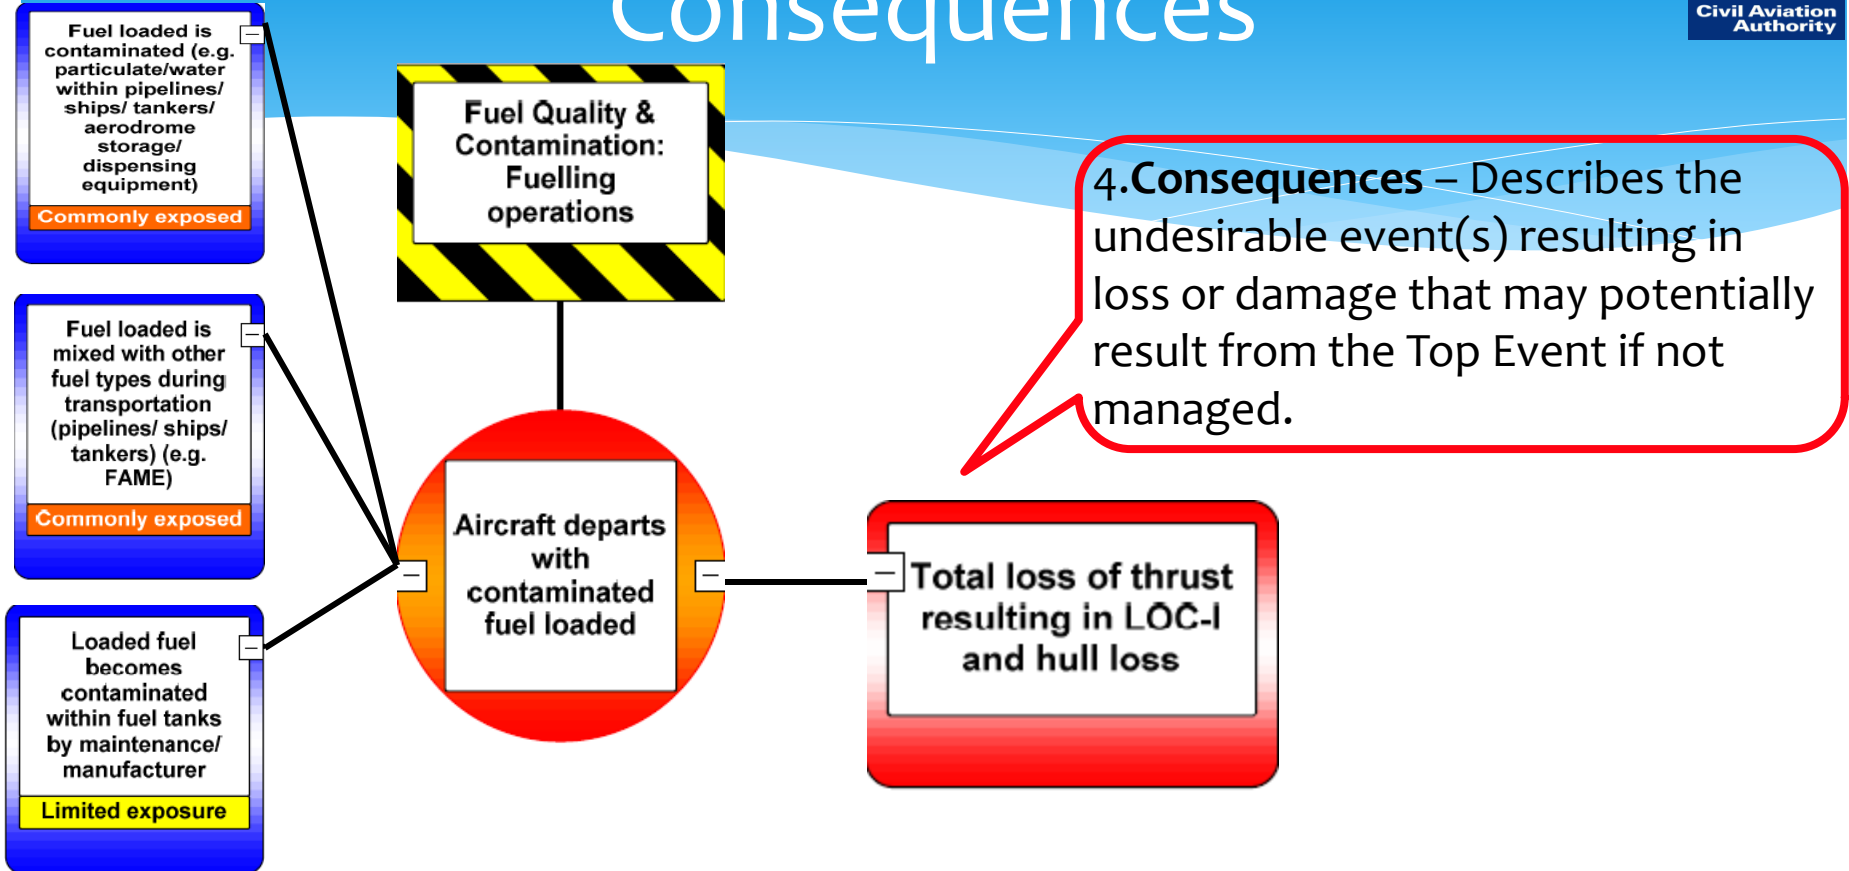 Consequences
Civil Aviation
Authority
Fuel loaded is
contaminated (e.g.
particulate/water
within pipelines/
ships/ tankers/
aerodrome
storage/
dispensing
equipment)
Commonly exposed
Fuel loaded is
mixed with other
fuel types during
transportation
(pipelines/ ships/
tankers) (e.g.
FAME)
Commonly exposed
Loaded fuel
becomes
contaminated
within fuel tanks
by maintenance/
manufacturer
Limited exposure
Fuel Quality &
Contamination:
Fuelling
operations
Aircraft departs
with
contaminated
fuel loaded
4.Consequences – Describes the
undesirable event(s) resulting in
loss or damage that may potentially
result from the Top Event if not
managed.
Total loss of thrust
resulting in LOC-I
and hull loss